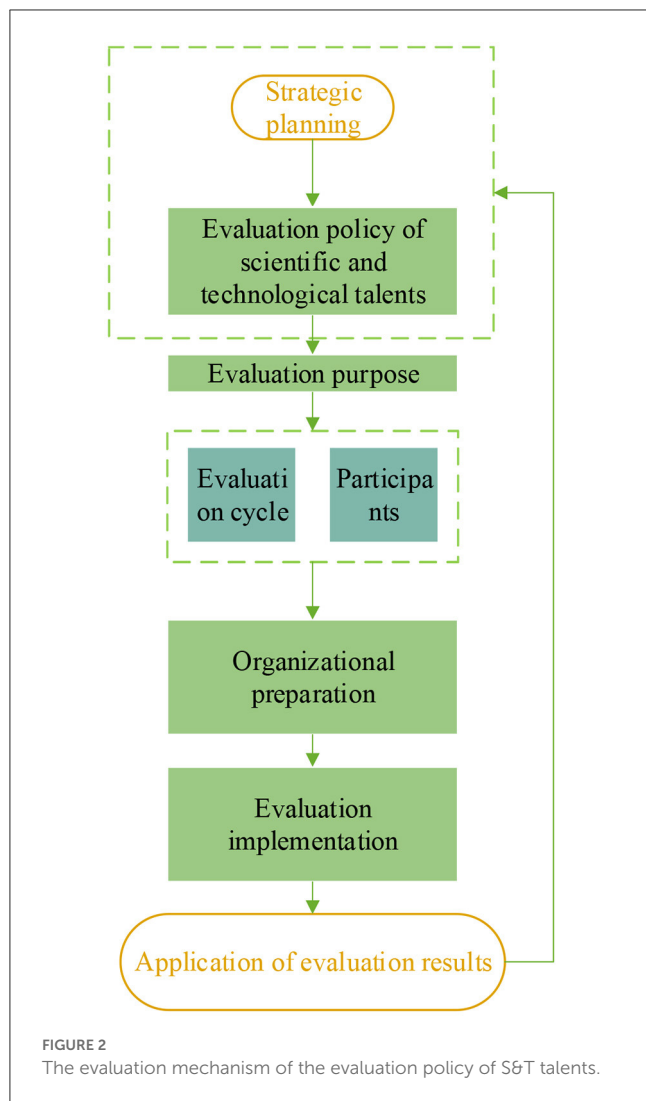 Strategic
planning
Evaluation policy of
scientific and
technological talents
Evaluation purpose
Evaluati
on cycle
Participa
nts
Organizational
preparation
Evaluation
implementation
Application of evaluation results
FIGURE 2
The evaluation mechanism of the evaluation policy of S&T talents.